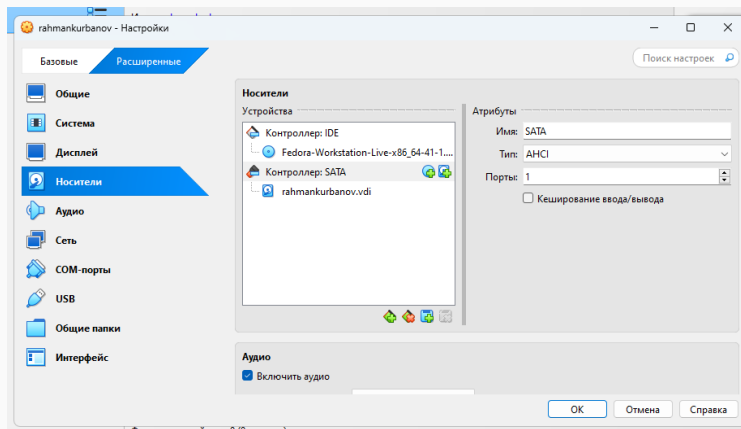 rahmankurbanov - Настройки
Базовые
Расширенные
Поиск настроек
Общие
Система
Дисплей
Носители
Аудио
Сеть
COM-порты
USB
Общие папки
Интерфейс
Носители
Устройства
Контроллер: IDE
Fedora-Workstation-Live-x86_64-41-1....
Контроллер: SATA
rahmankurbanov.vdi
Атрибуты
Имя: SATA
Тип: AHCI
Порты: 1
Кеширование ввода/вывода
Аудио
Включить аудио
OK
Отмена
Справка